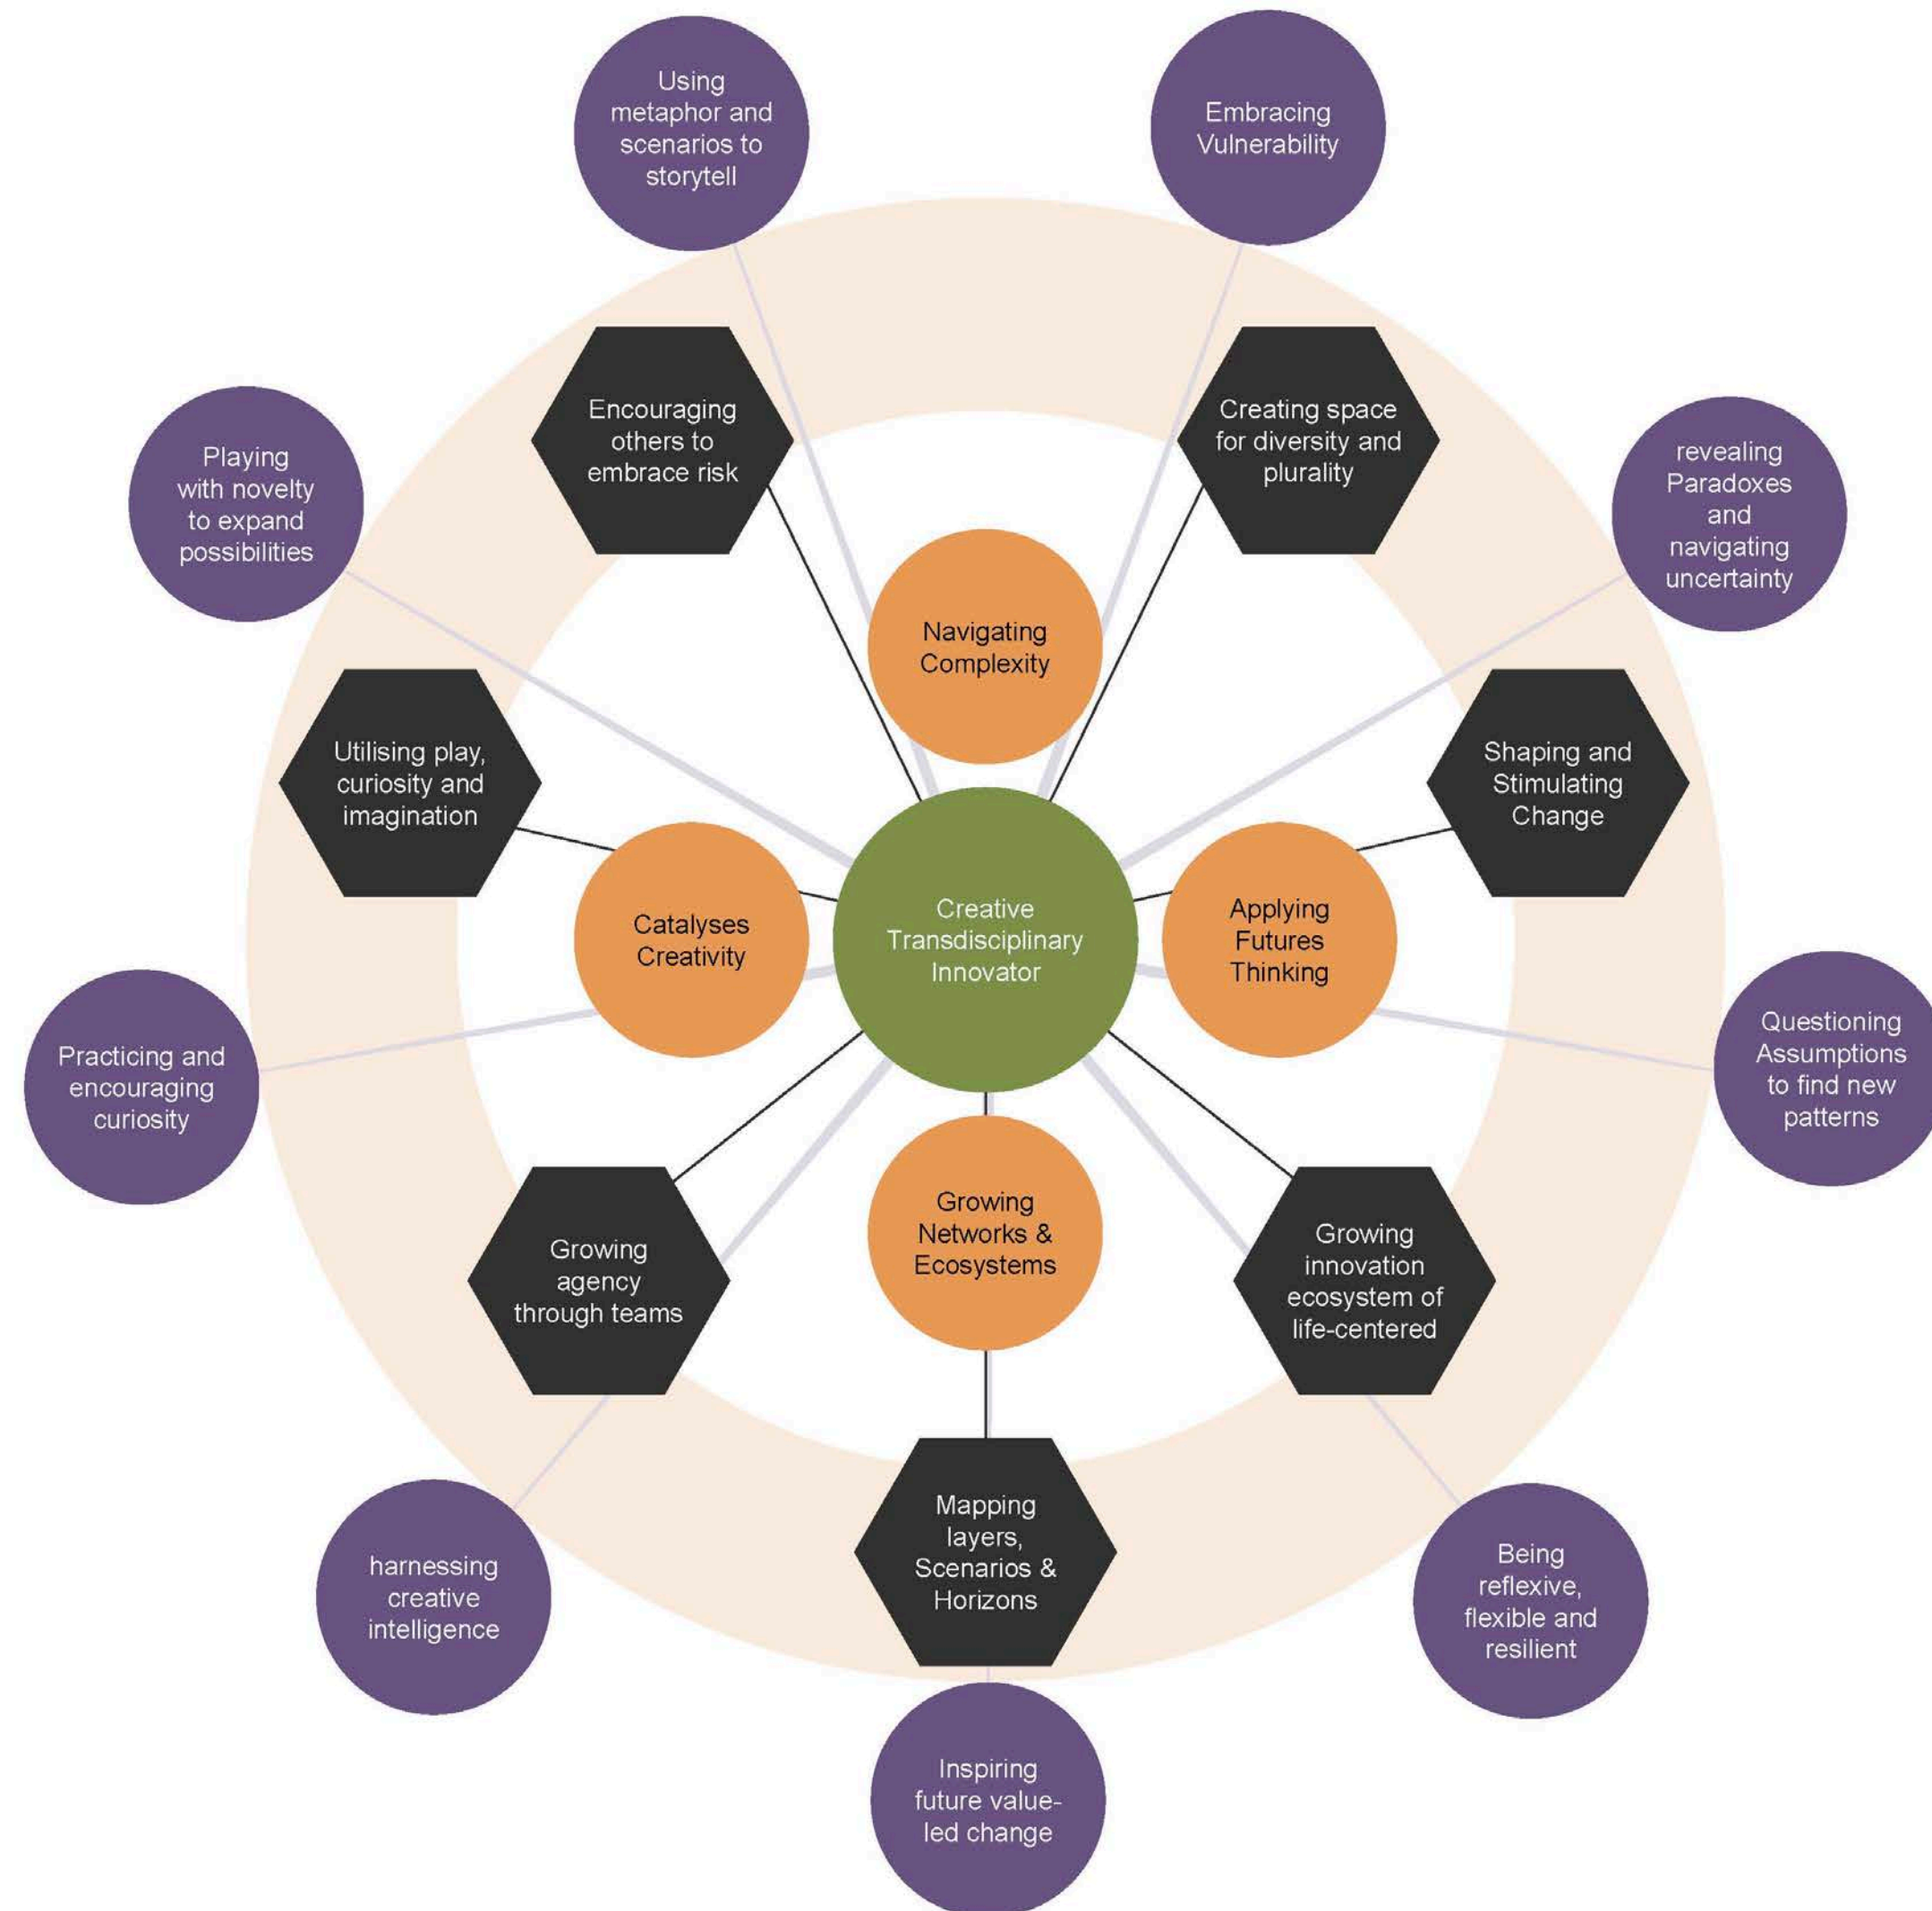 Using
metaphor and
scenarios to
storytell
Embracing
Vulnerability
Encouraging
others to
embrace risk
Creating space
for diversity and
plurality
Playing
with novelty
to expand
possibilities
revealing
Paradoxes
and
navigating
uncertainty
Navigating
Complexity
Utilising play,
curiosity and
imagination
Shaping and
Stimulating
Change
Catalyses
Creativity
Creative
Transdisciplinary
Innovator
Applying
Futures
Thinking
Practicing and
encouraging
curiosity
Questioning
Assumptions
to find new
patterns
Growing
agency
through teams
Growing
Networks &
Ecosystems
Growing
innovation
ecosystem of
life-centered
harnessing
creative
intelligence
Mapping
layers,
Scenarios &
Horizons
Being
reflexive,
flexible and
resilient
Inspiring
future value-
led change